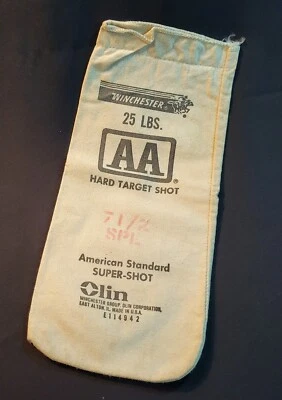 WINCHESTER
25 LBS.
AA®
HARD TARGET SHOT
7 1/2
SPL
American Standard
SUPER-SHOT
Olin
WINCHESTER GROUP, OLIN CORPORATION,
EAST ALTON, IL MADE IN U.S.A.
E114942